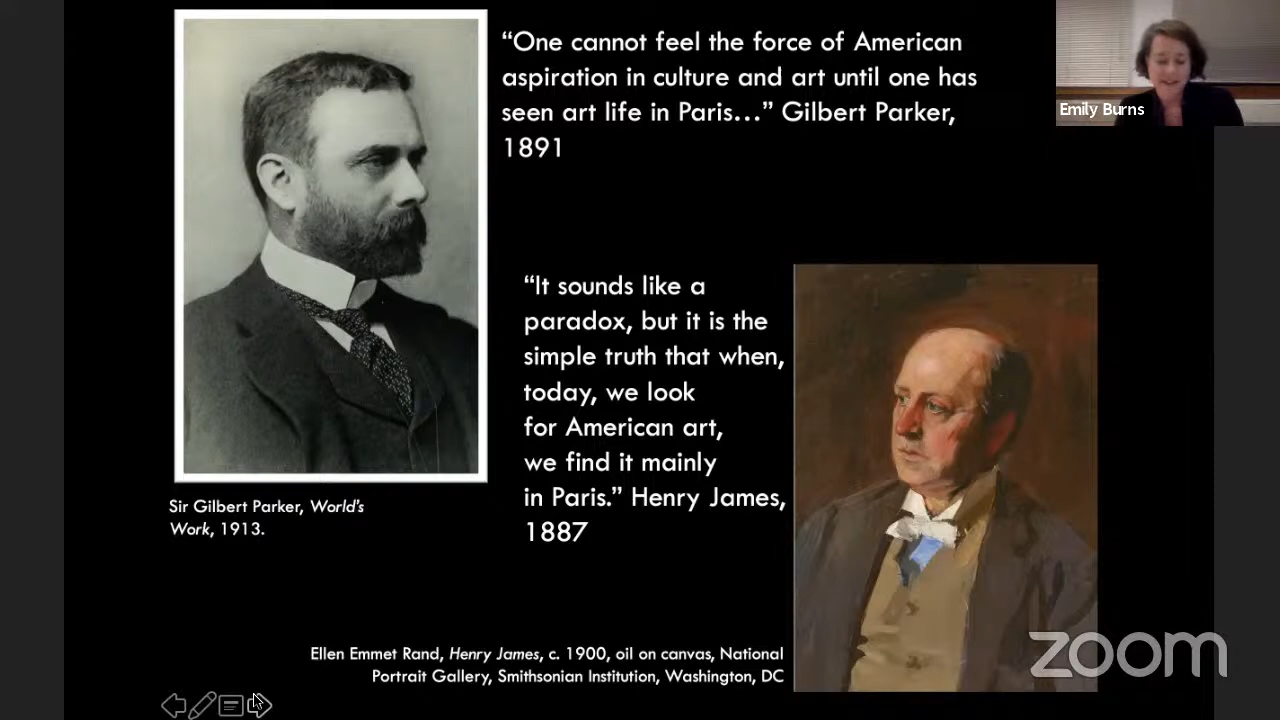 “One cannot feel the force of American
aspiration in culture and art until one has
seen art life in Paris…” Gilbert Parker,
1891
Emily Burns
“It sounds like a
paradox, but it is the
simple truth that when,
today, we look
for American art,
we find it mainly
in Paris.” Henry James,
1887
Sir Gilbert Parker, World’s
Work, 1913.
Ellen Emmet Rand, Henry James, c. 1900, oil on canvas, National
Portrait Gallery, Smithsonian Institution, Washington, DC
zoom